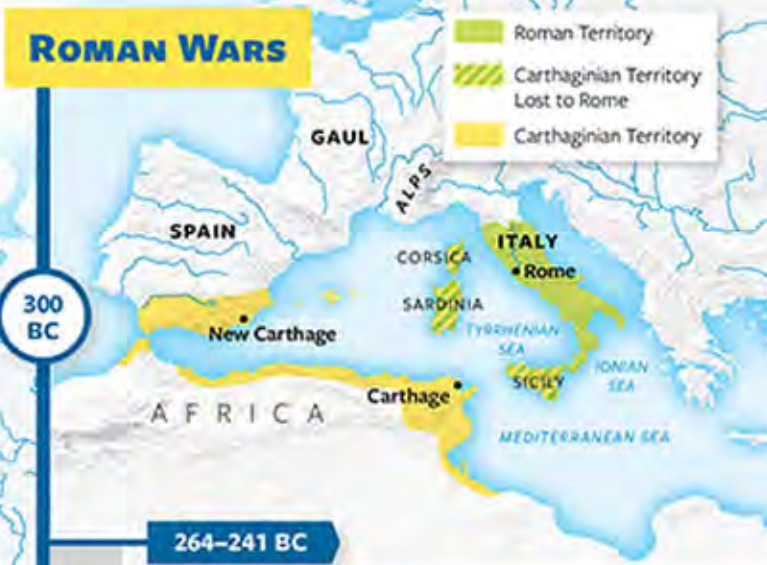 ROMAN WARS
Roman Territory
Carthaginian Territory
Lost to Rome
Carthaginian Territory
GAUL
ALPS
SPAIN
ITALY
CORSICA
Rome
SARDINIA
300
BC
New Carthage
TYRRHENIAN
SEA
IONIAN
SEA
SICILY
Carthage
AFRICA
MEDITERRANEAN SEA
264–241 BC